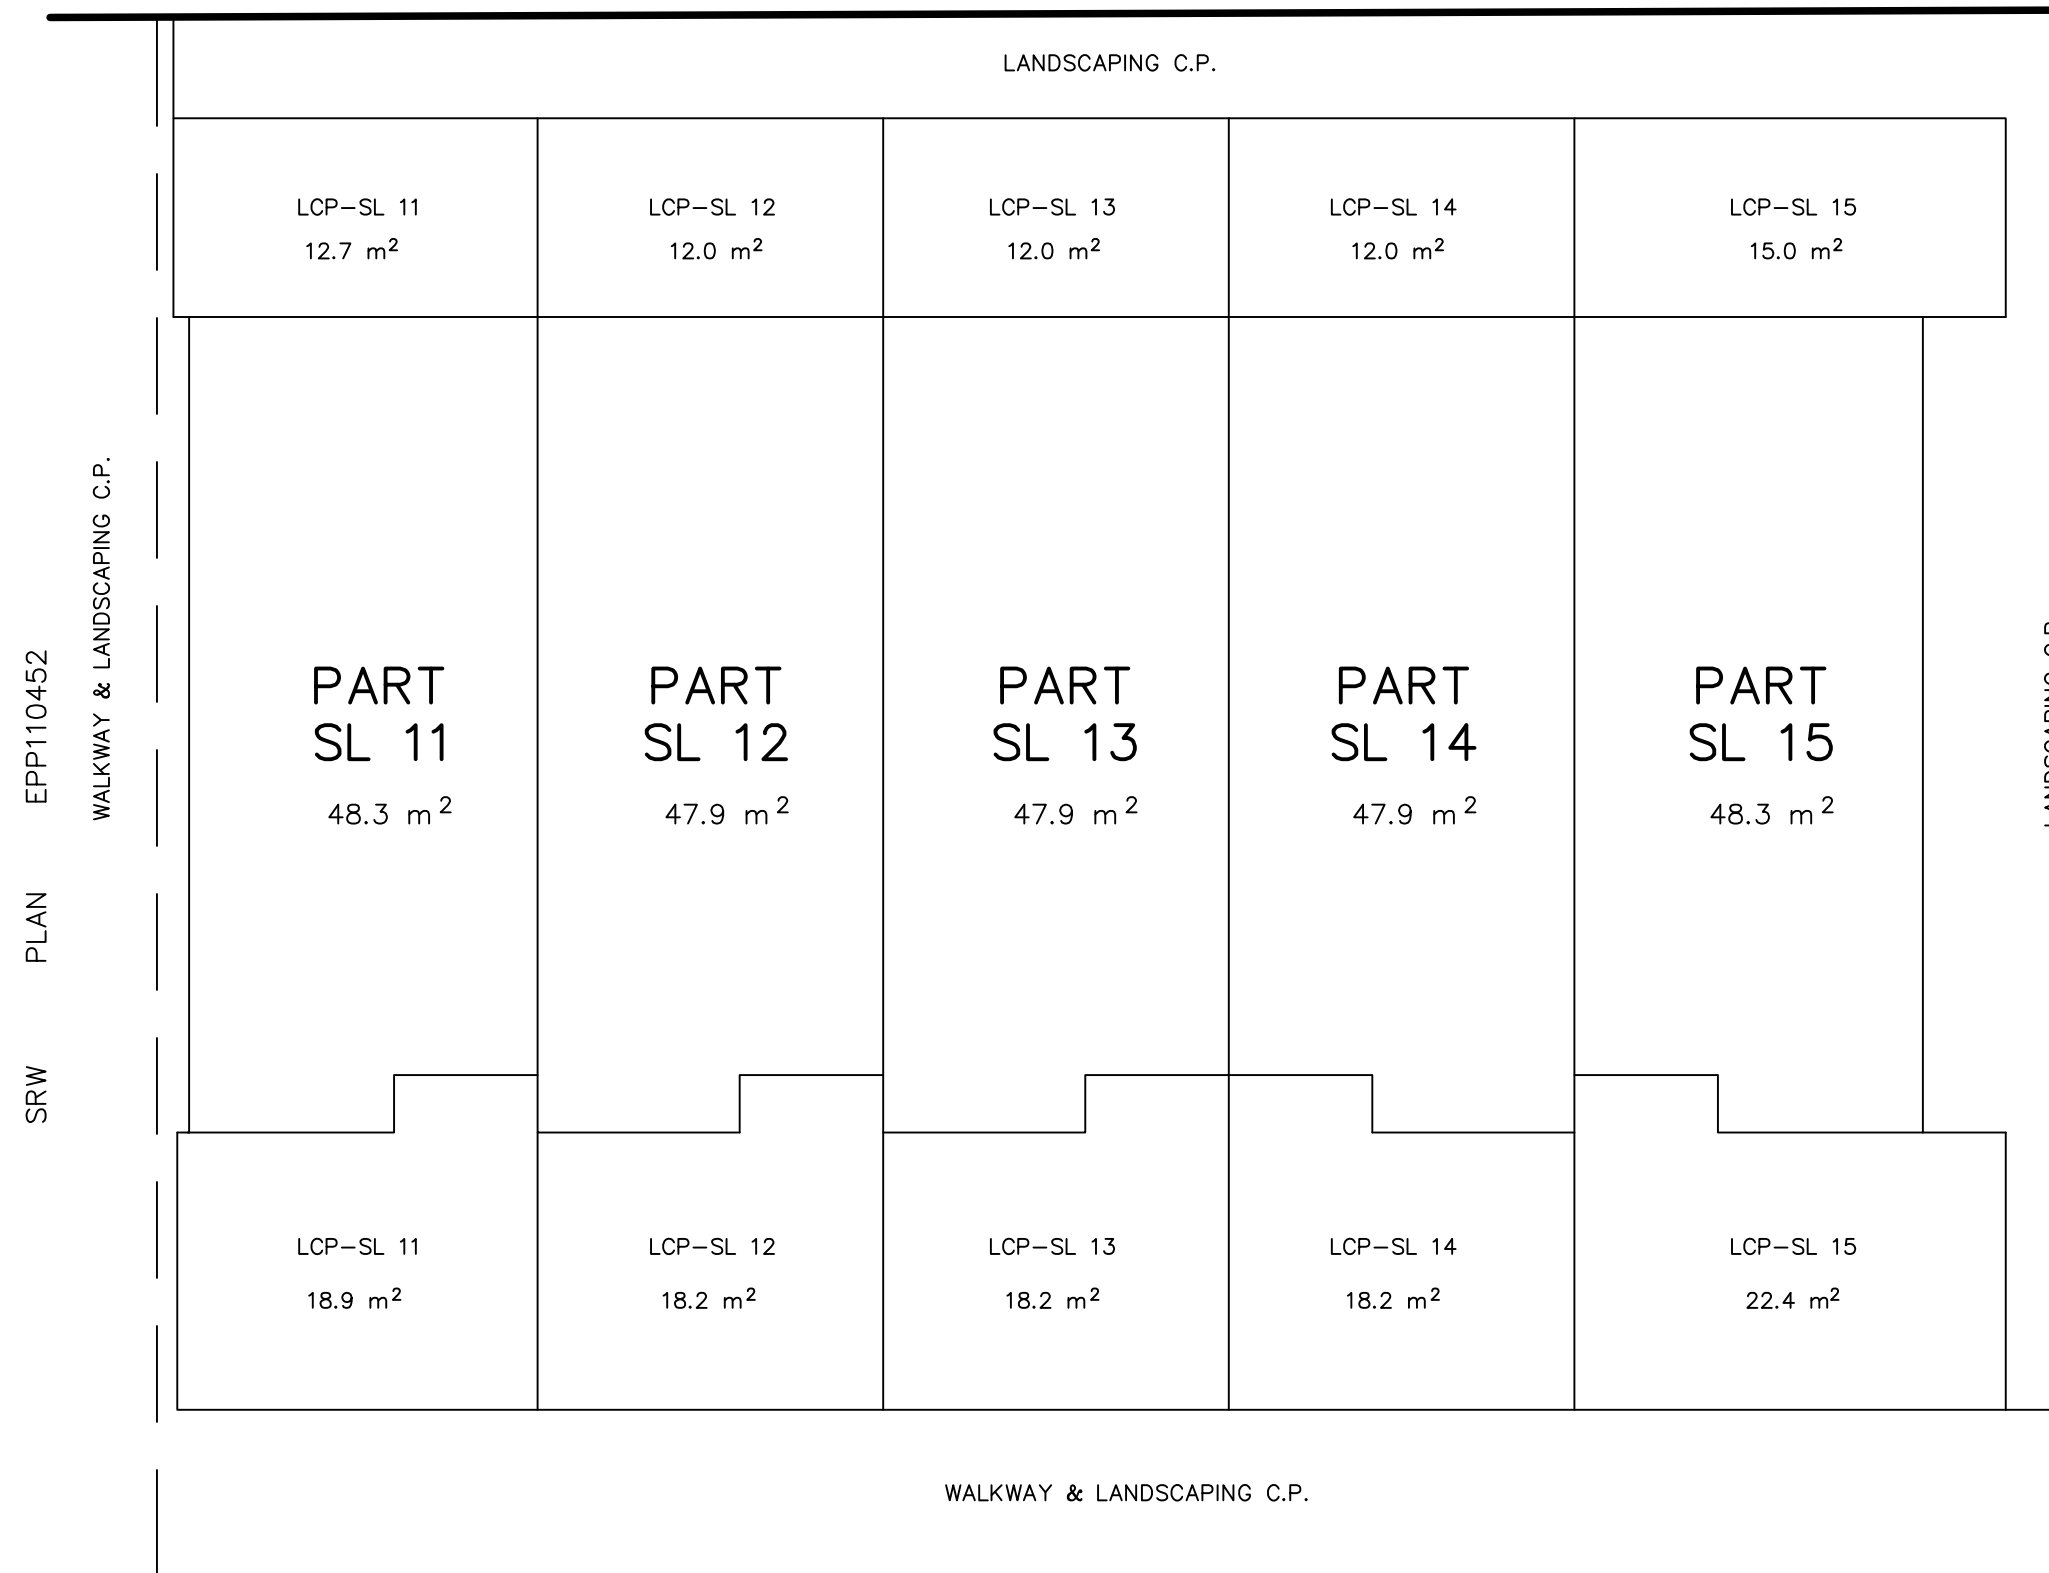 LANDSCAPING C.P.
LCP-SL 11
12.7 m²
LCP-SL 12
12.0 m²
LCP-SL 13
12.0 m²
LCP-SL 14
12.0 m²
LCP-SL 15
15.0 m²
SRW PLAN EPP110452
WALKWAY & LANDSCAPING C.P.
PART
SL 11
48.3 m²
PART
SL 12
47.9 m²
PART
SL 13
47.9 m²
PART
SL 14
47.9 m²
PART
SL 15
48.3 m²
LCP-SL 11
18.9 m²
LCP-SL 12
18.2 m²
LCP-SL 13
18.2 m²
LCP-SL 14
18.2 m²
LCP-SL 15
22.4 m²
WALKWAY & LANDSCAPING C.P.